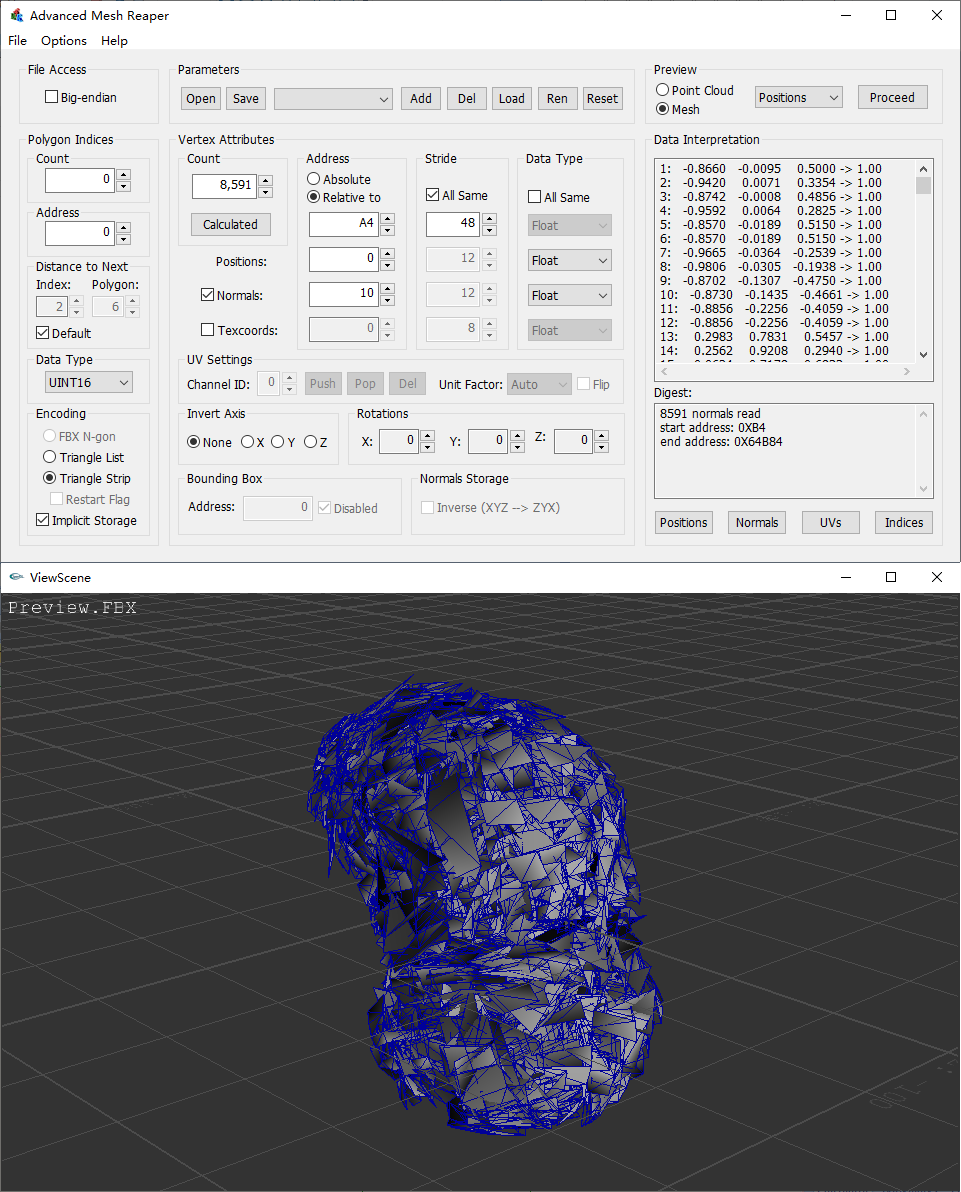 Advanced Mesh Reaper
File Options Help
File Access
Big-endian
Parameters
Open Save Add Del Load Ren Reset
Preview
Point Cloud
Mesh
Positions
Proceed
Polygon Indices
Count
0
Address
0
Distance to Next
Index: Polygon:
2 6
Default
Data Type
UINT16
Encoding
FBX N-gon
Triangle List
Triangle Strip
Restart Flag
Implicit Storage
Vertex Attributes
Count
8,591
Calculated
Address
Absolute
Relative to
A4
Stride
All Same
48
Data Type
All Same
Float
Positions: 0 12 Float
Normals: 10 12 Float
Texcoords: 0 8 Float
UV Settings
Channel ID: 0 Push Pop Del Unit Factor: Auto Flip
Invert Axis
None X Y Z
Rotations
X: 0 Y: 0 Z: 0
Bounding Box
Address: 0 Disabled
Normals Storage
Inverse (XYZ --> ZYX)
Data Interpretation
1: -0.8660 -0.0095 0.5000 -> 1.00
2: -0.9420 0.0071 0.3354 -> 1.00
3: -0.8742 -0.0008 0.4856 -> 1.00
4: -0.9592 0.0064 0.2825 -> 1.00
5: -0.8570 -0.0189 0.5150 -> 1.00
6: -0.8570 -0.0189 0.5150 -> 1.00
7: -0.9665 -0.0364 -0.2539 -> 1.00
8: -0.9806 -0.0305 -0.1938 -> 1.00
9: -0.8702 -0.1307 -0.4750 -> 1.00
10: -0.8730 -0.1435 -0.4661 -> 1.00
11: -0.8856 -0.2256 -0.4059 -> 1.00
12: -0.8856 -0.2256 -0.4059 -> 1.00
13: 0.2983 0.7831 0.5457 -> 1.00
14: 0.2562 0.9208 0.2940 -> 1.00
Digest:
8591 normals read
start address: 0XB4
end address: 0X64B84
Positions Normals UVs Indices
ViewScene
Preview.FBX